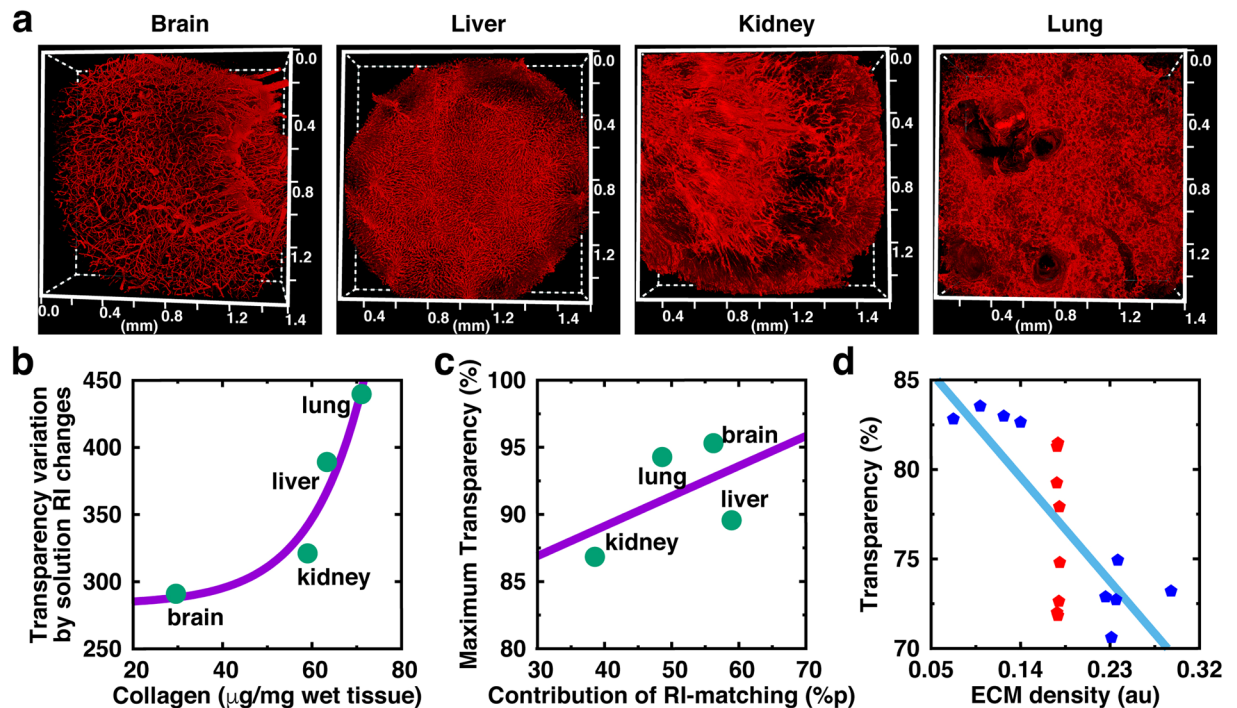 a
Brain
Liver
Kidney
Lung
0.0
0.4
0.8
1.2
0.0
0.4
0.8
1.2
1.4
(mm)
0.0
0.4
0.8
1.2
0.4
0.8
1.2
1.4
(mm)
0.0
0.4
0.8
1.2
0.4
0.8
1.2
1.4
(mm)
0.0
0.4
0.8
1.2
0.4
0.8
1.2
1.4
(mm)
b
Transparency variation
by solution RI changes
450
400
350
300
250
lung
liver
kidney
brain
20
40
60
80
Collagen (μg/mg wet tissue)
c
Maximum Transparency (%)
100
95
90
85
80
brain
lung
liver
kidney
30
40
50
60
70
Contribution of RI-matching (%p)
d
Transparency (%)
85
80
75
70
0.05
0.14
0.23
0.32
ECM density (au)